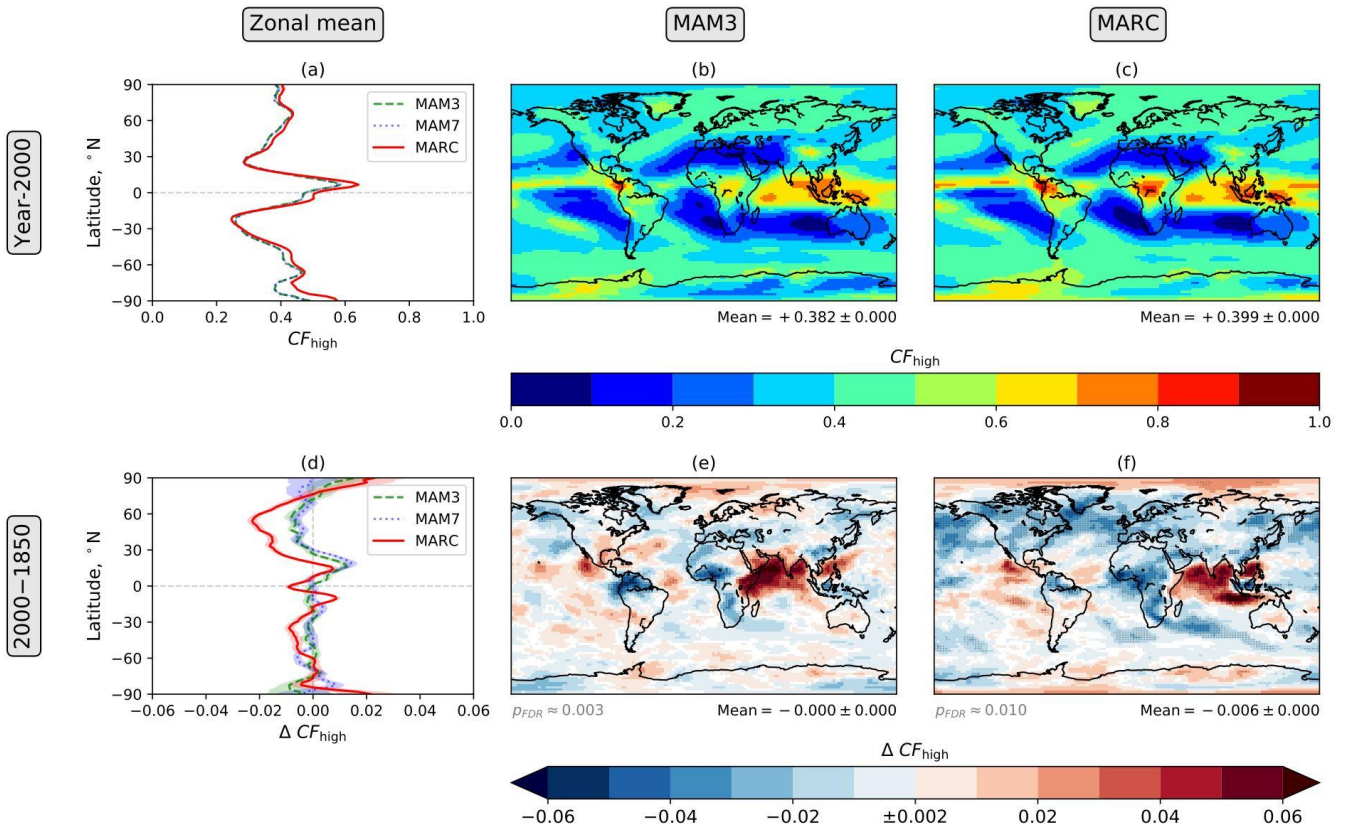 Zonal mean
MAM3
MARC
Year-2000
(a)
(b)
(c)
90
60
30
0
−30
−60
−90
Latitude, °N
MAM3
MAM7
MARC
0.0 0.2 0.4 0.6 0.8 1.0
CFhigh
Mean = +0.382 ± 0.000
Mean = +0.399 ± 0.000
CFhigh
0.0 0.2 0.4 0.6 0.8 1.0
2000−1850
(d)
(e)
(f)
90
60
30
0
−30
−60
−90
Latitude, °N
MAM3
MAM7
MARC
−0.06 −0.04 −0.02 0.00 0.02 0.04 0.06
Δ CFhigh
pFDR ≈ 0.003
Mean = −0.000 ± 0.000
pFDR ≈ 0.010
Mean = −0.006 ± 0.000
Δ CFhigh
−0.06 −0.04 −0.02 ±0.002 0.02 0.04 0.06